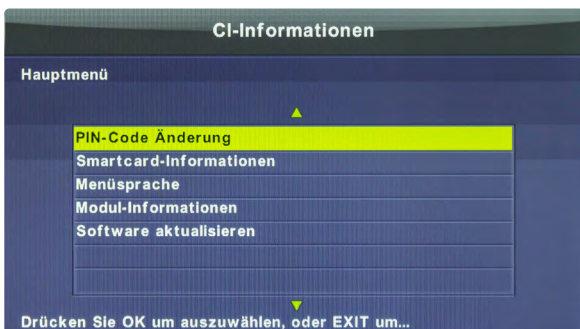 CI-Informationen
Hauptmenü
PIN-Code Änderung
Smartcard-Informationen
Menüsprache
Modul-Informationen
Software aktualisieren
Drücken Sie OK um auszuwählen, oder EXIT um...